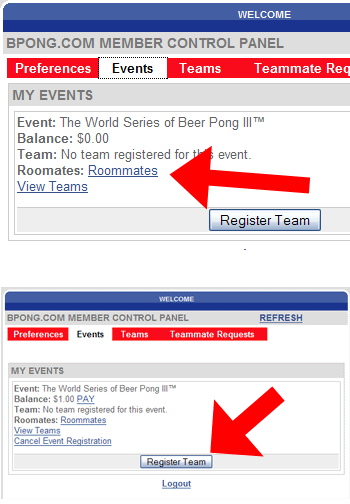 WELCOME
BPONG.COM MEMBER CONTROL PANEL
Preferences Events Teams Teammate Req
MY EVENTS
Event: The World Series of Beer Pong III™
Balance: $0.00
Team: No team registered for this event.
Roomates: Roommates
View Teams
Register Team
WELCOME
BPONG.COM MEMBER CONTROL PANEL REFRESH
Preferences Events Teams Teammate Requests
MY EVENTS
Event: The World Series of Beer Pong III™
Balance: $1.00 PAY
Team: No team registered for this event.
Roomates: Roommates
View Teams
Cancel Event Registration
Register Team
Logout